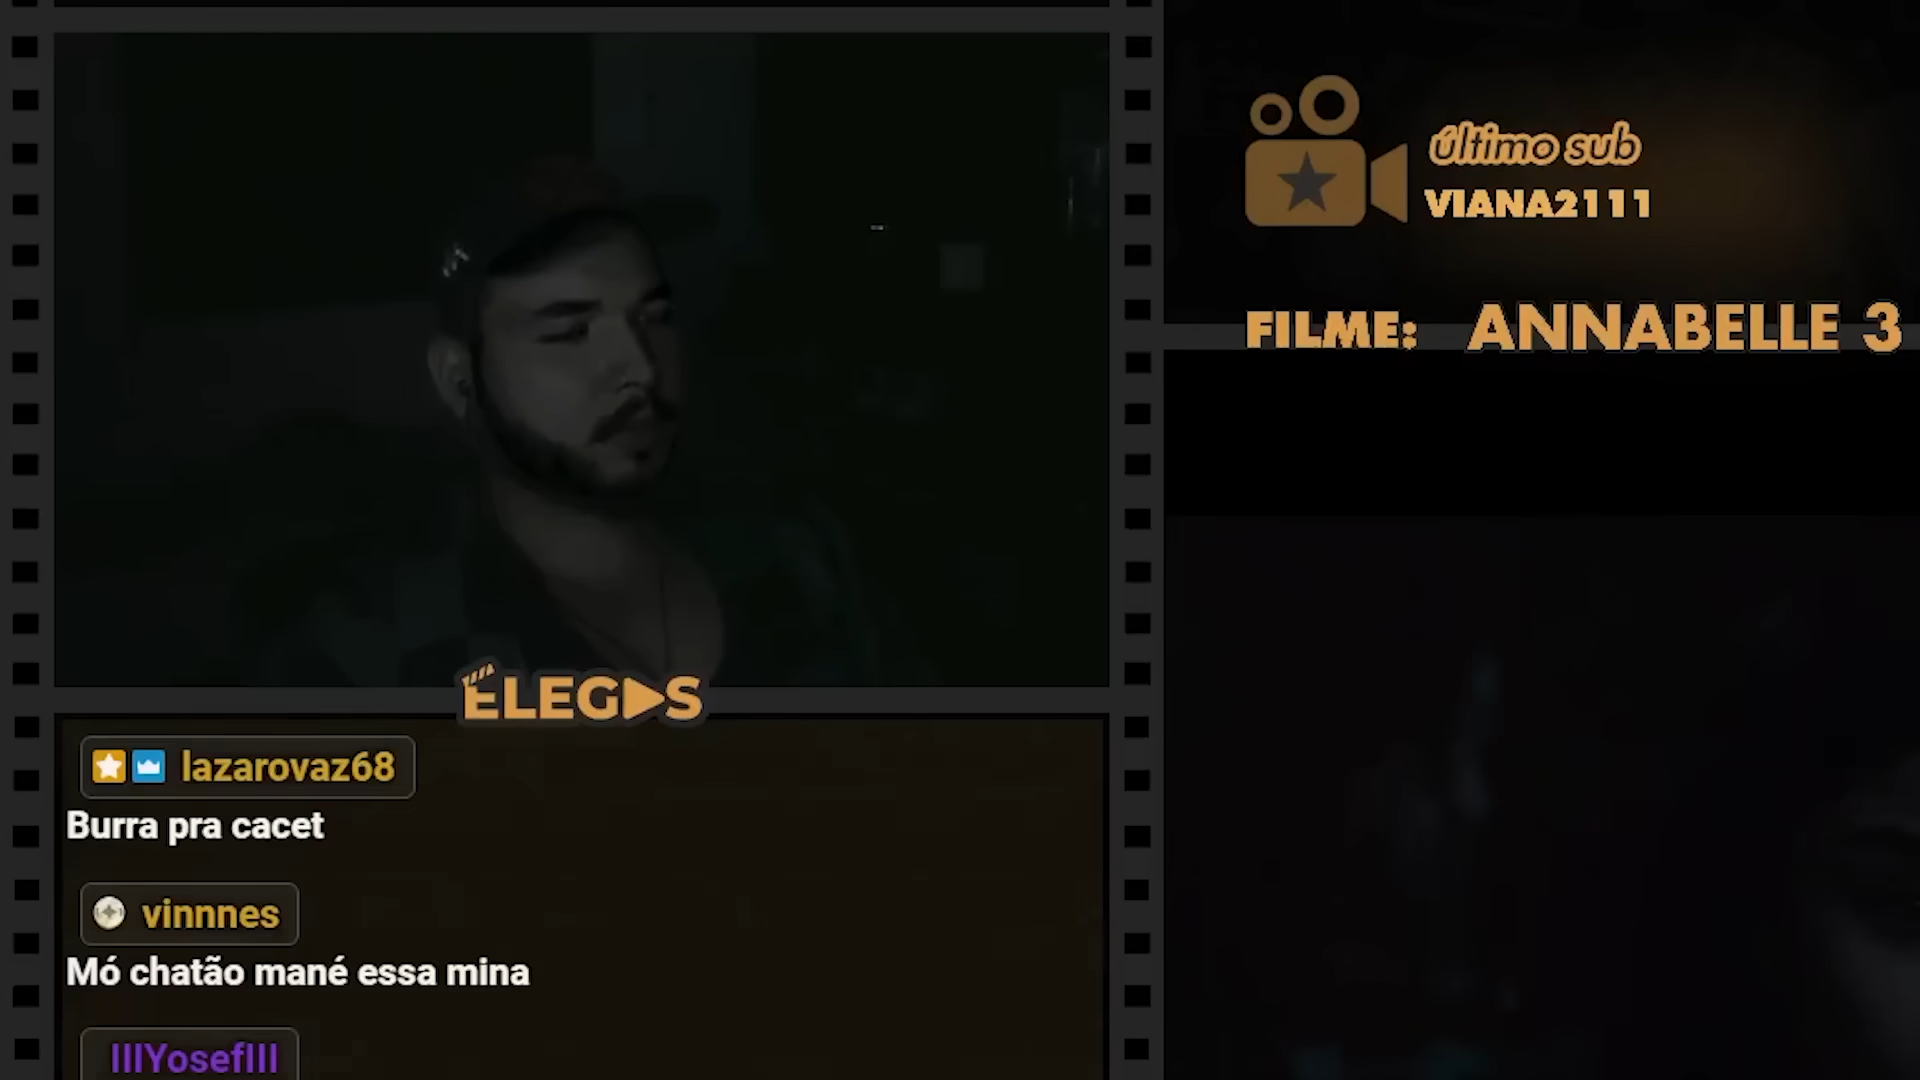 último sub
VIANA2111
FILME: ANNABELLE 3
ELEGOS
lazarovaz68
Burra pra cacet
vinnnes
Mó chatão mané essa mina
IIIYosefIII